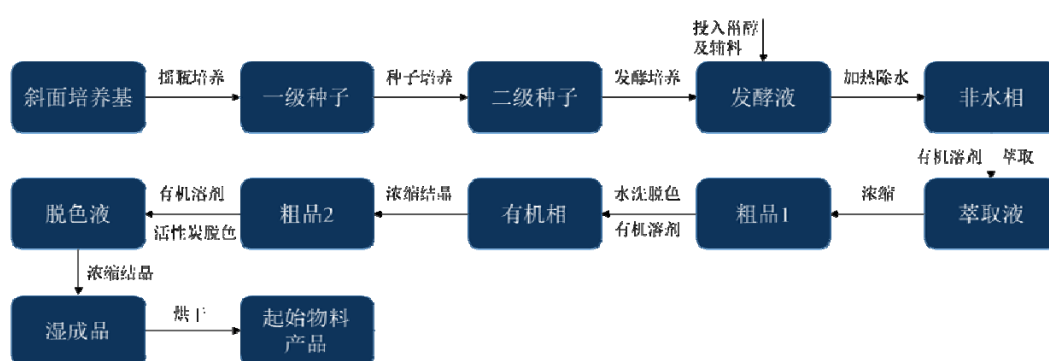 投入甾醇
及辅料
斜面培养基
摇瓶培养
一级种子
种子培养
二级种子
发酵培养
发酵液
加热除水
非水相
有机溶剂 萃取
脱色液
有机溶剂
活性炭脱色
粗品2
浓缩结晶
有机相
水洗脱色
有机溶剂
粗品1
浓缩
萃取液
浓缩结晶
湿成品
烘干
起始物料
产品